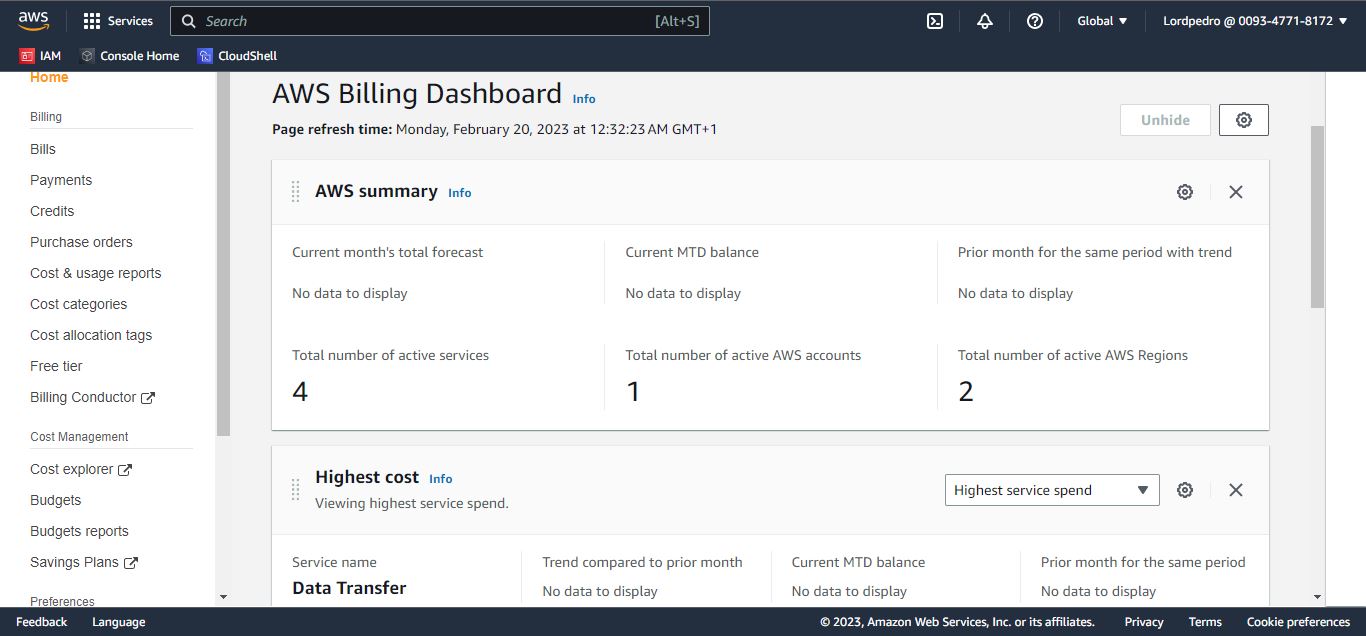 aws
Services
Search
[Alt+S]
Global
Lordpedro @ 0093-4771-8172
IAM
Console Home
CloudShell
Home
Billing
Bills
Payments
Credits
Purchase orders
Cost & usage reports
Cost categories
Cost allocation tags
Free tier
Billing Conductor
Cost Management
Cost explorer
Budgets
Budgets reports
Savings Plans
Preferences
AWS Billing Dashboard Info
Page refresh time: Monday, February 20, 2023 at 12:32:23 AM GMT+1
Unhide
AWS summary Info
Current month's total forecast
No data to display
Current MTD balance
No data to display
Prior month for the same period with trend
No data to display
Total number of active services
4
Total number of active AWS accounts
1
Total number of active AWS Regions
2
Highest cost Info
Viewing highest service spend.
Highest service spend
Service name
Data Transfer
Trend compared to prior month
No data to display
Current MTD balance
No data to display
Prior month for the same period
No data to display
Feedback
Language
© 2023, Amazon Web Services, Inc. or its affiliates.
Privacy
Terms
Cookie preferences